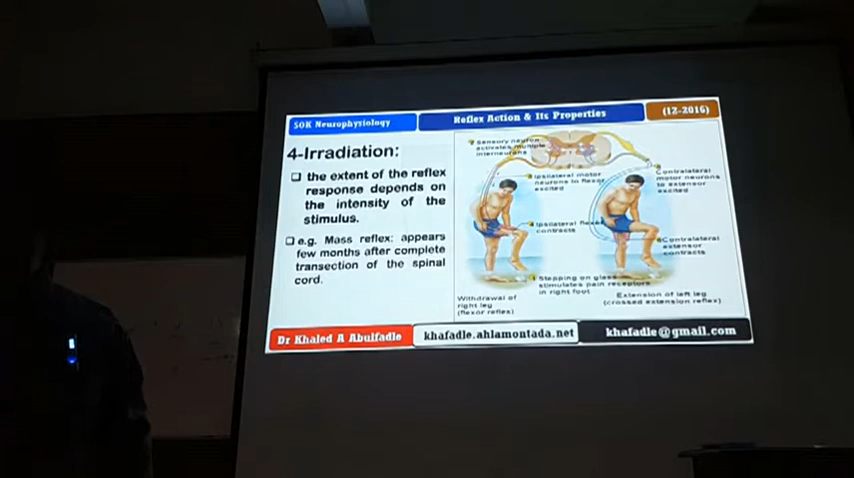 SOK Neurophysiology
Reflex Action & Its Properties
(12-2016)
4-Irradiation:
the extent of the reflex
response depends on
the intensity of the
stimulus.
e.g. Mass reflex: appears
few months after complete
transection of the spinal
cord.
Sensory neuron
activates multiple
interneurons
Ipsilateral motor
neurons to flexor
excited
Ipsilateral flexor
contracts
1 Stepping on glass
stimulates pain receptors
in right foot
Withdrawal of
right leg
(flexor reflex)
Contralateral
motor neurons
to extensor
excited
Contralateral
extensor
contracts
Extension of left leg
(crossed extension reflex)
Dr Khaled A Abulfadle
khafadle.ahlamontada.net
khafadle@gmail.com